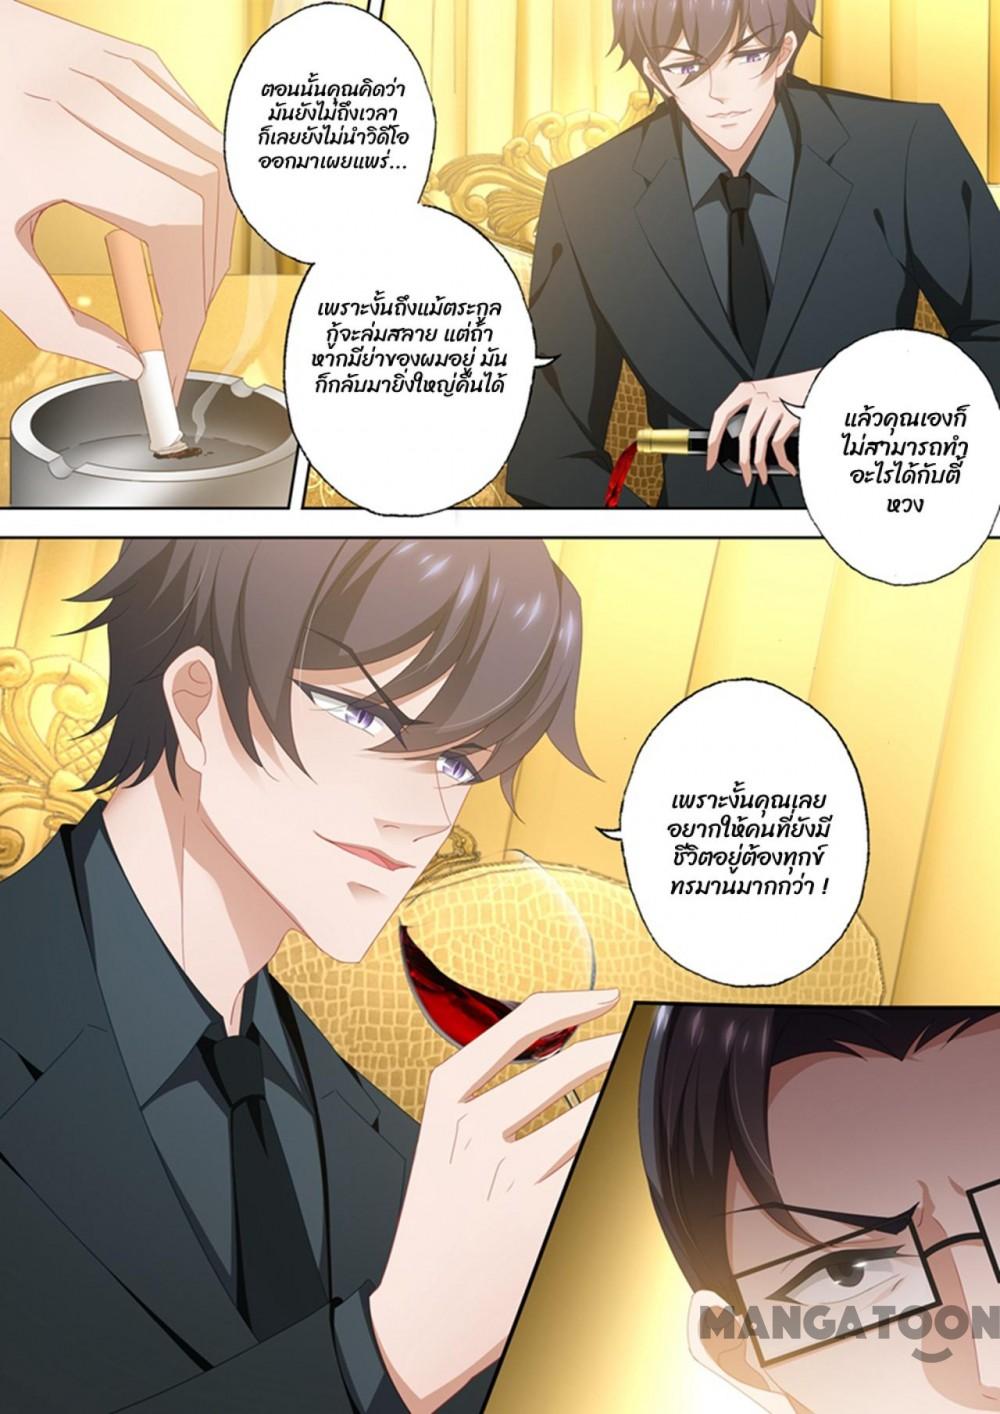 ตอนนั้นคุณคิดว่า
มันยังไม่ถึงเวลา
ก็เลยยังไม่นำวิดีโอ
ออกมาเผยแพร่...
เพราะงั้นถึงแม้ตระกูล
กู้จะล่มสลาย แต่ถ้า
หากมีย่าของผมอยู่ มัน
ก็กลับมายิ่งใหญ่คืนได้
แล้วคุณเองก็
ไม่สามารถทำ
อะไรได้กับตี้
หวง
เพราะงั้นคุณเลย
อยากให้คนที่ยังมี
ชีวิตอยู่ต้องทุกข์
ทรมานมากกว่า !
MANGATOON